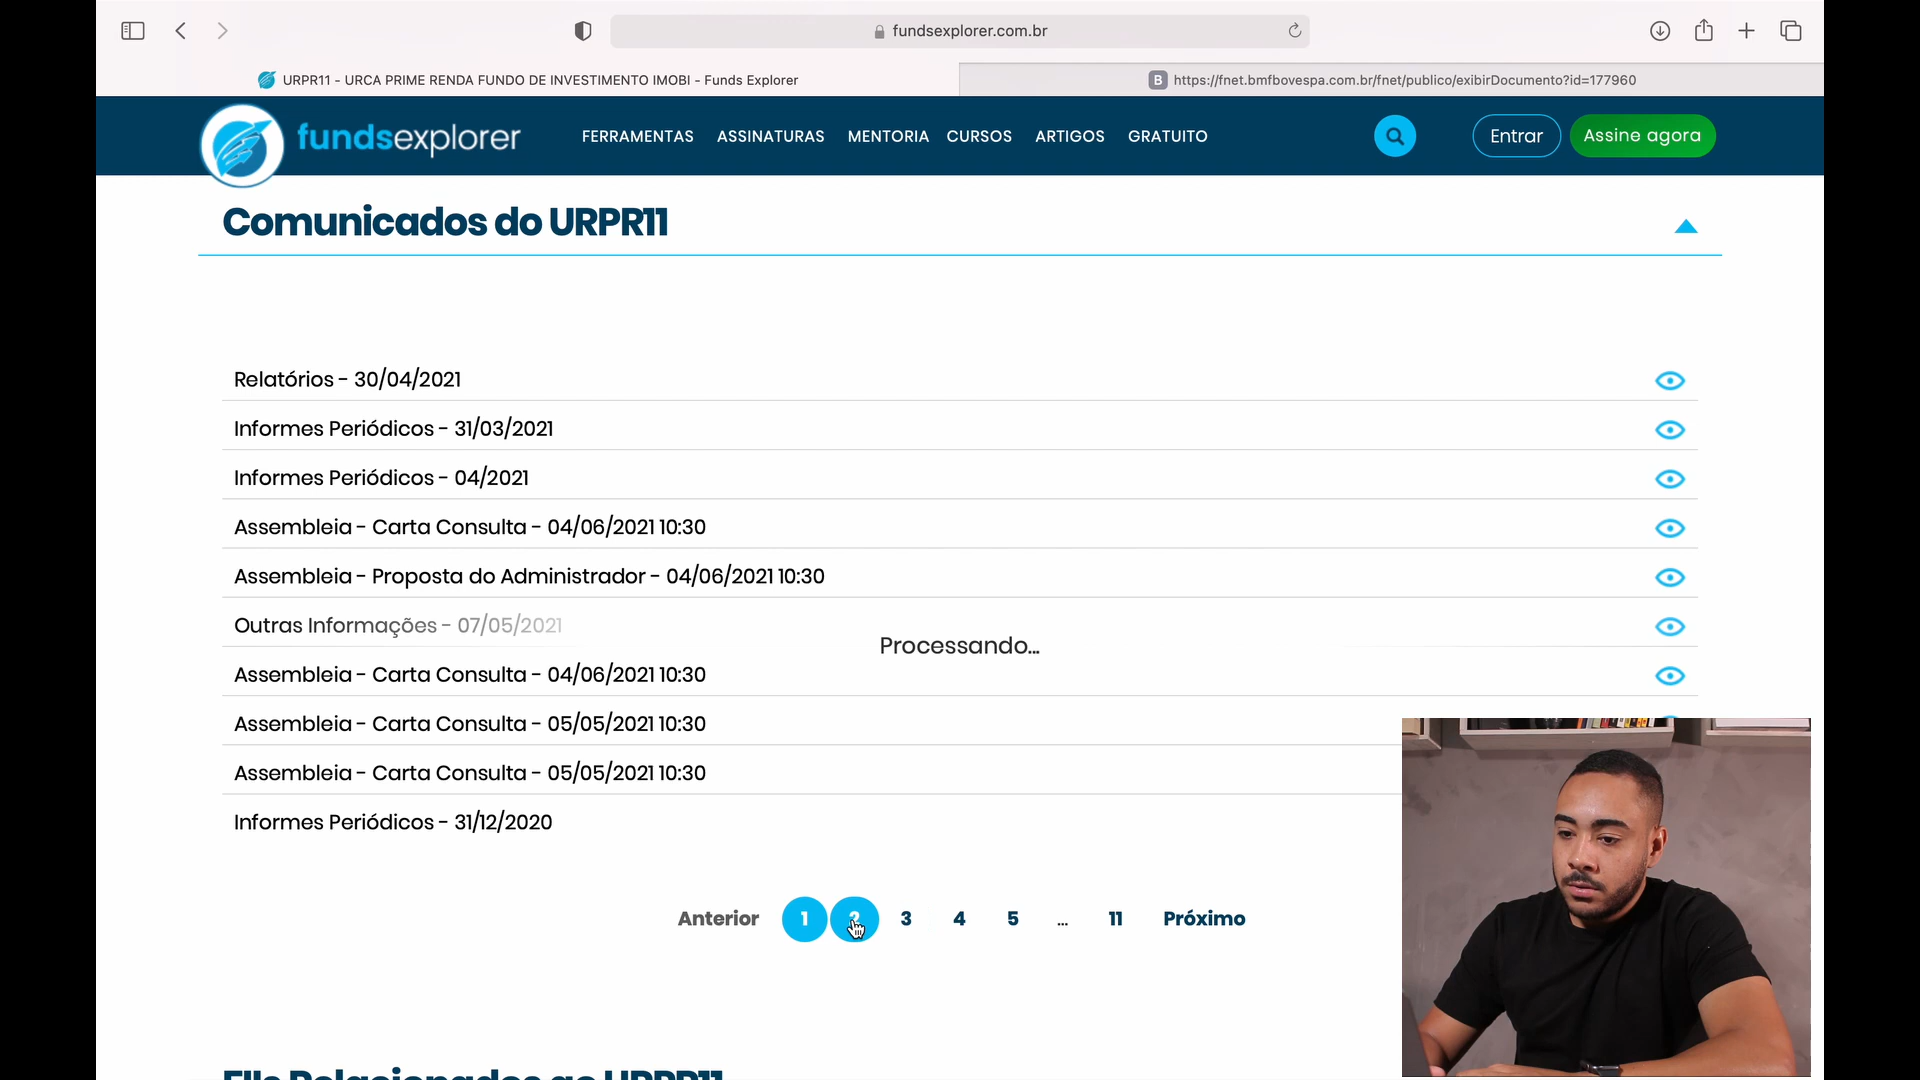 fundsexplorer.com.br
URPR11 - URCA PRIME RENDA FUNDO DE INVESTIMENTO IMOBI - Funds Explorer
B https://fnet.bmfbovespa.com.br/fnet/publico/exibirDocumento?id=177960
fundsexplorer FERRAMENTAS ASSINATURAS MENTORIA CURSOS ARTIGOS GRATUITO Entrar Assine agora
Comunicados do URPR11
Relatórios - 30/04/2021
Informes Periódicos - 31/03/2021
Informes Periódicos - 04/2021
Assembleia - Carta Consulta - 04/06/2021 10:30
Assembleia - Proposta do Administrador - 04/06/2021 10:30
Outras Informações - 07/05/2021
Processando...
Assembleia - Carta Consulta - 04/06/2021 10:30
Assembleia - Carta Consulta - 05/05/2021 10:30
Assembleia - Carta Consulta - 05/05/2021 10:30
Informes Periódicos - 31/12/2020
Anterior 1 2 3 4 5 ... 11 Próximo
FIIs Relacionados ao URPR11